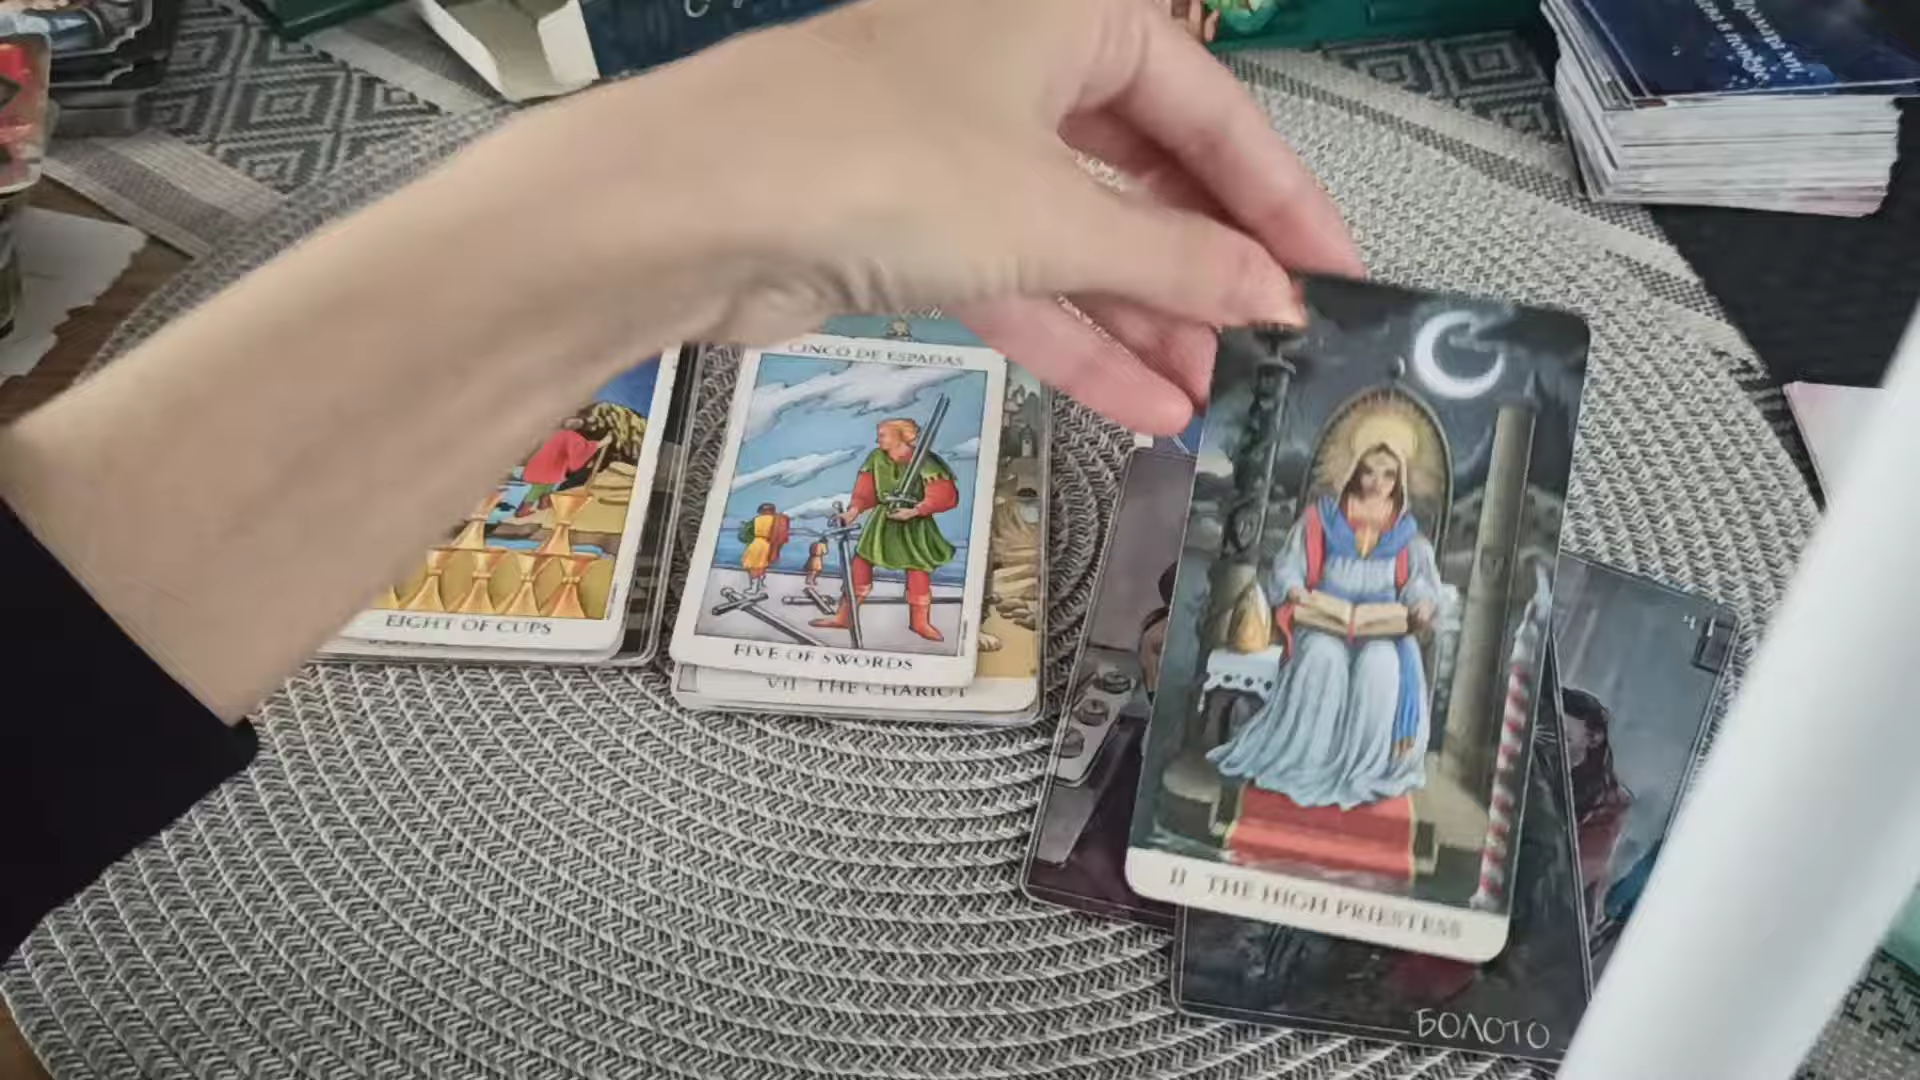 CINCO DE ESPADAS
EIGHT OF CUPS
FIVE OF SWORDS
VII THE CHARIOT
II THE HIGH PRIESTESS
БОЛОТО